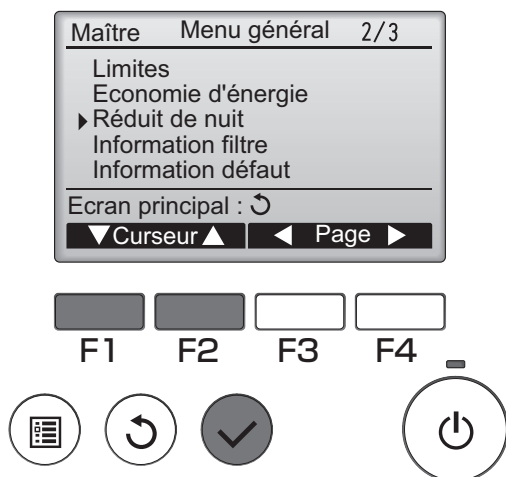 Maître Menu général 2/3
Limites
Economie d'énergie
Réduit de nuit
Information filtre
Information défaut
Ecran principal :
Curseur Page
F1 F2 F3 F4